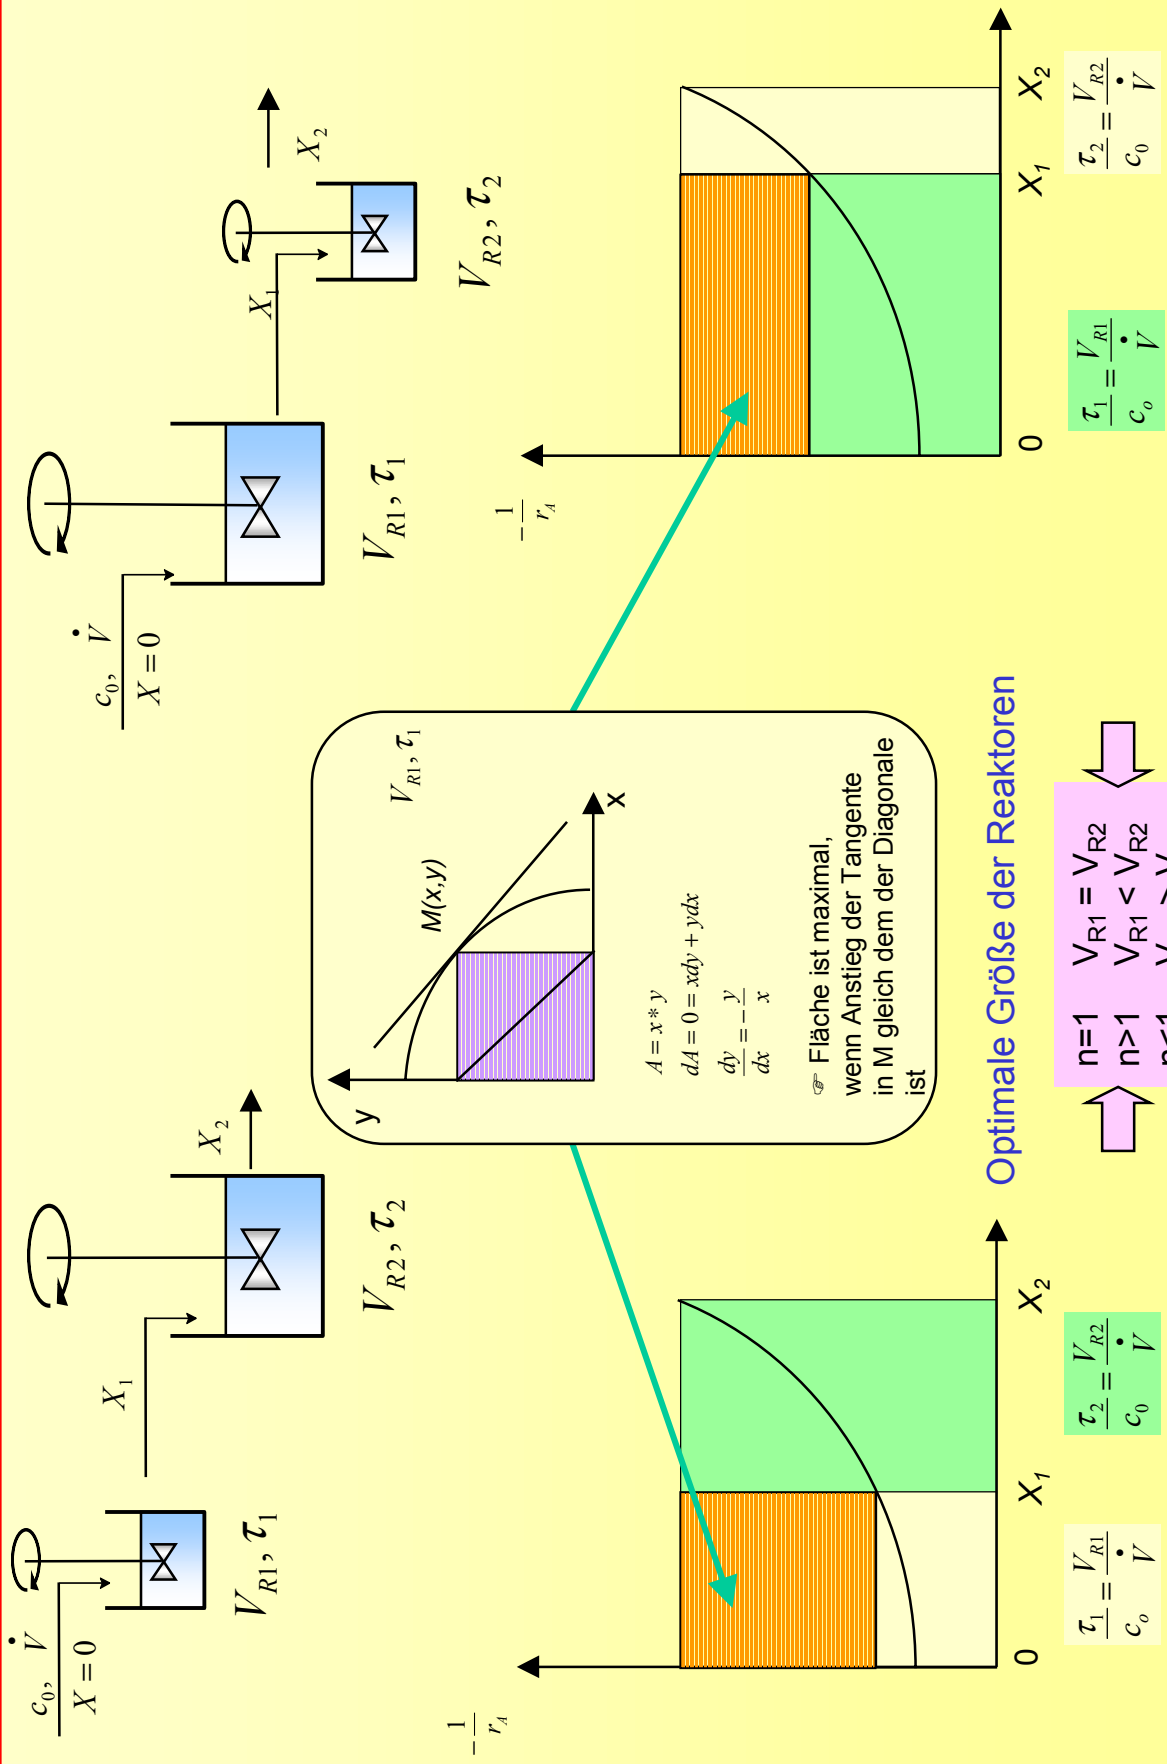 c₀, V̇
X = 0
X₁
X₂
V_R1, τ₁
V_R2, τ₂
c₀, V̇
X = 0
X₁
X₂
V_R1, τ₁
V_R2, τ₂
-1/r_A
0
X₁
X₂
τ₁/c_o = V_R1/V̇
τ₂/c₀ = V_R2/V̇
y
M(x,y)
x
V_R1, τ₁
A = x * y
dA = 0 = xdy + ydx
dy/dx = -y/x
☞ Fläche ist maximal,
wenn Anstieg der Tangente
in M gleich dem der Diagonale
ist
-1/r_A
0
X₁
X₂
τ₁/c_o = V_R1/V̇
τ₂/c₀ = V_R2/V̇
Optimale Größe der Reaktoren
n=1 V_R1 = V_R2
n>1 V_R1 < V_R2